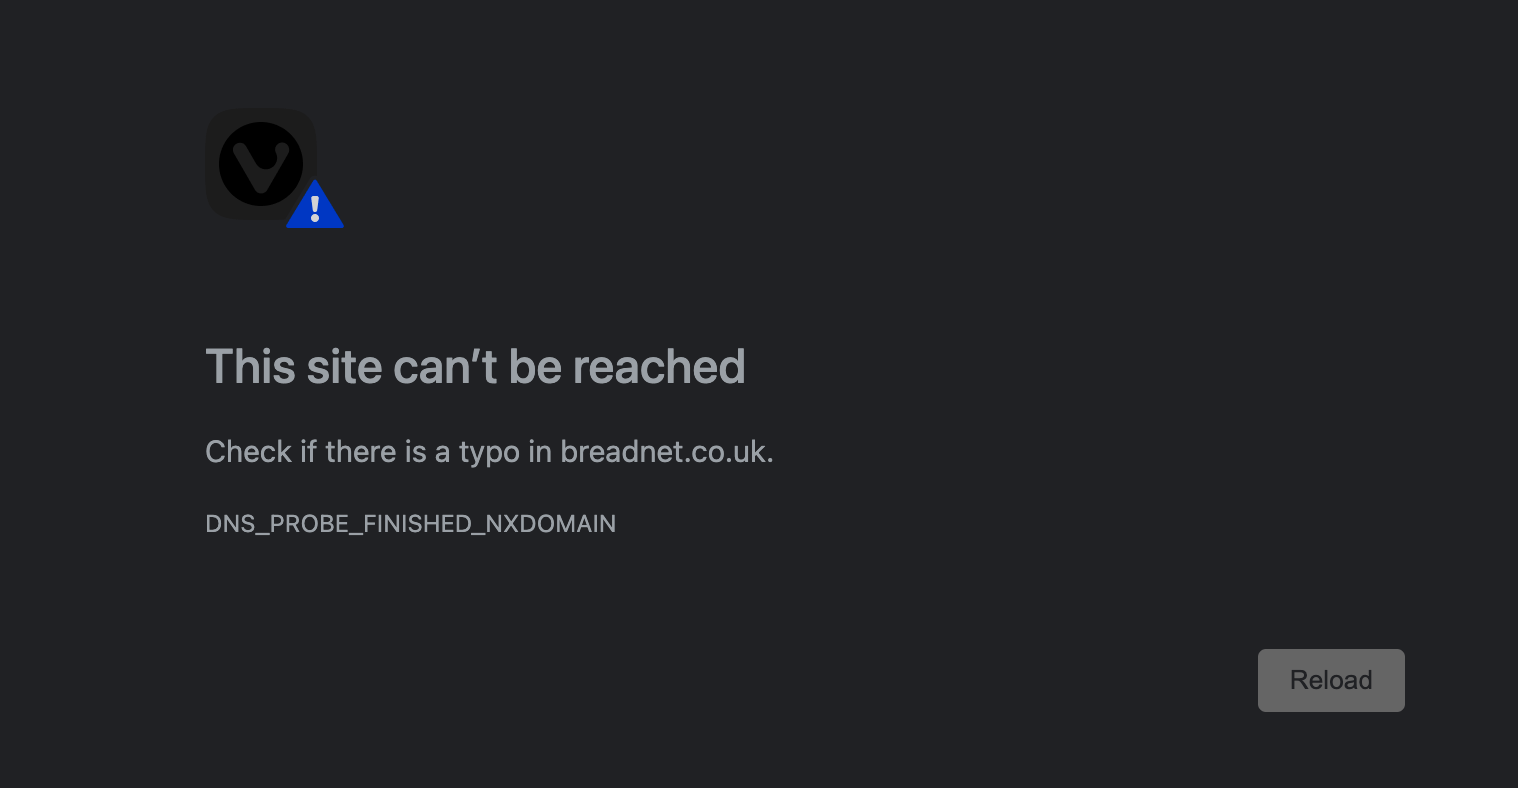 This site can’t be reached
Check if there is a typo in breadnet.co.uk.
DNS_PROBE_FINISHED_NXDOMAIN
Reload